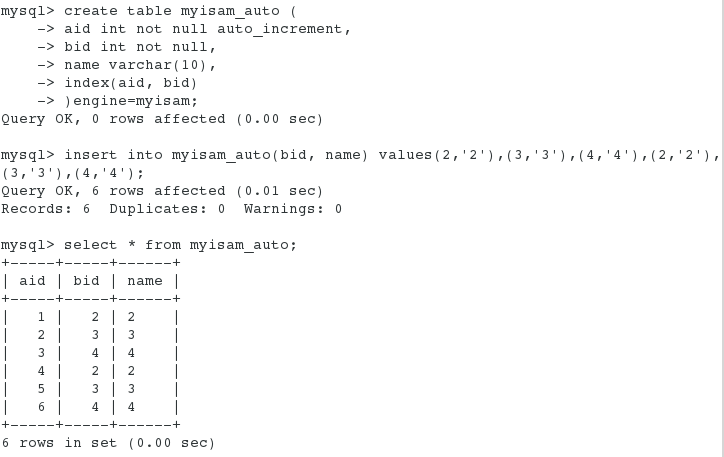 mysql> create table myisam_auto (
    -> aid int not null auto_increment,
    -> bid int not null,
    -> name varchar(10),
    -> index(aid, bid)
    -> )engine=myisam;
Query OK, 0 rows affected (0.00 sec)

mysql> insert into myisam_auto(bid, name) values(2,'2'),(3,'3'),(4,'4'),(2,'2'),
(3,'3'),(4,'4');
Query OK, 6 rows affected (0.01 sec)
Records: 6  Duplicates: 0  Warnings: 0

mysql> select * from myisam_auto;
+-----+-----+------+
| aid | bid | name |
+-----+-----+------+
|   1 |   2 | 2    |
|   2 |   3 | 3    |
|   3 |   4 | 4    |
|   4 |   2 | 2    |
|   5 |   3 | 3    |
|   6 |   4 | 4    |
+-----+-----+------+
6 rows in set (0.00 sec)